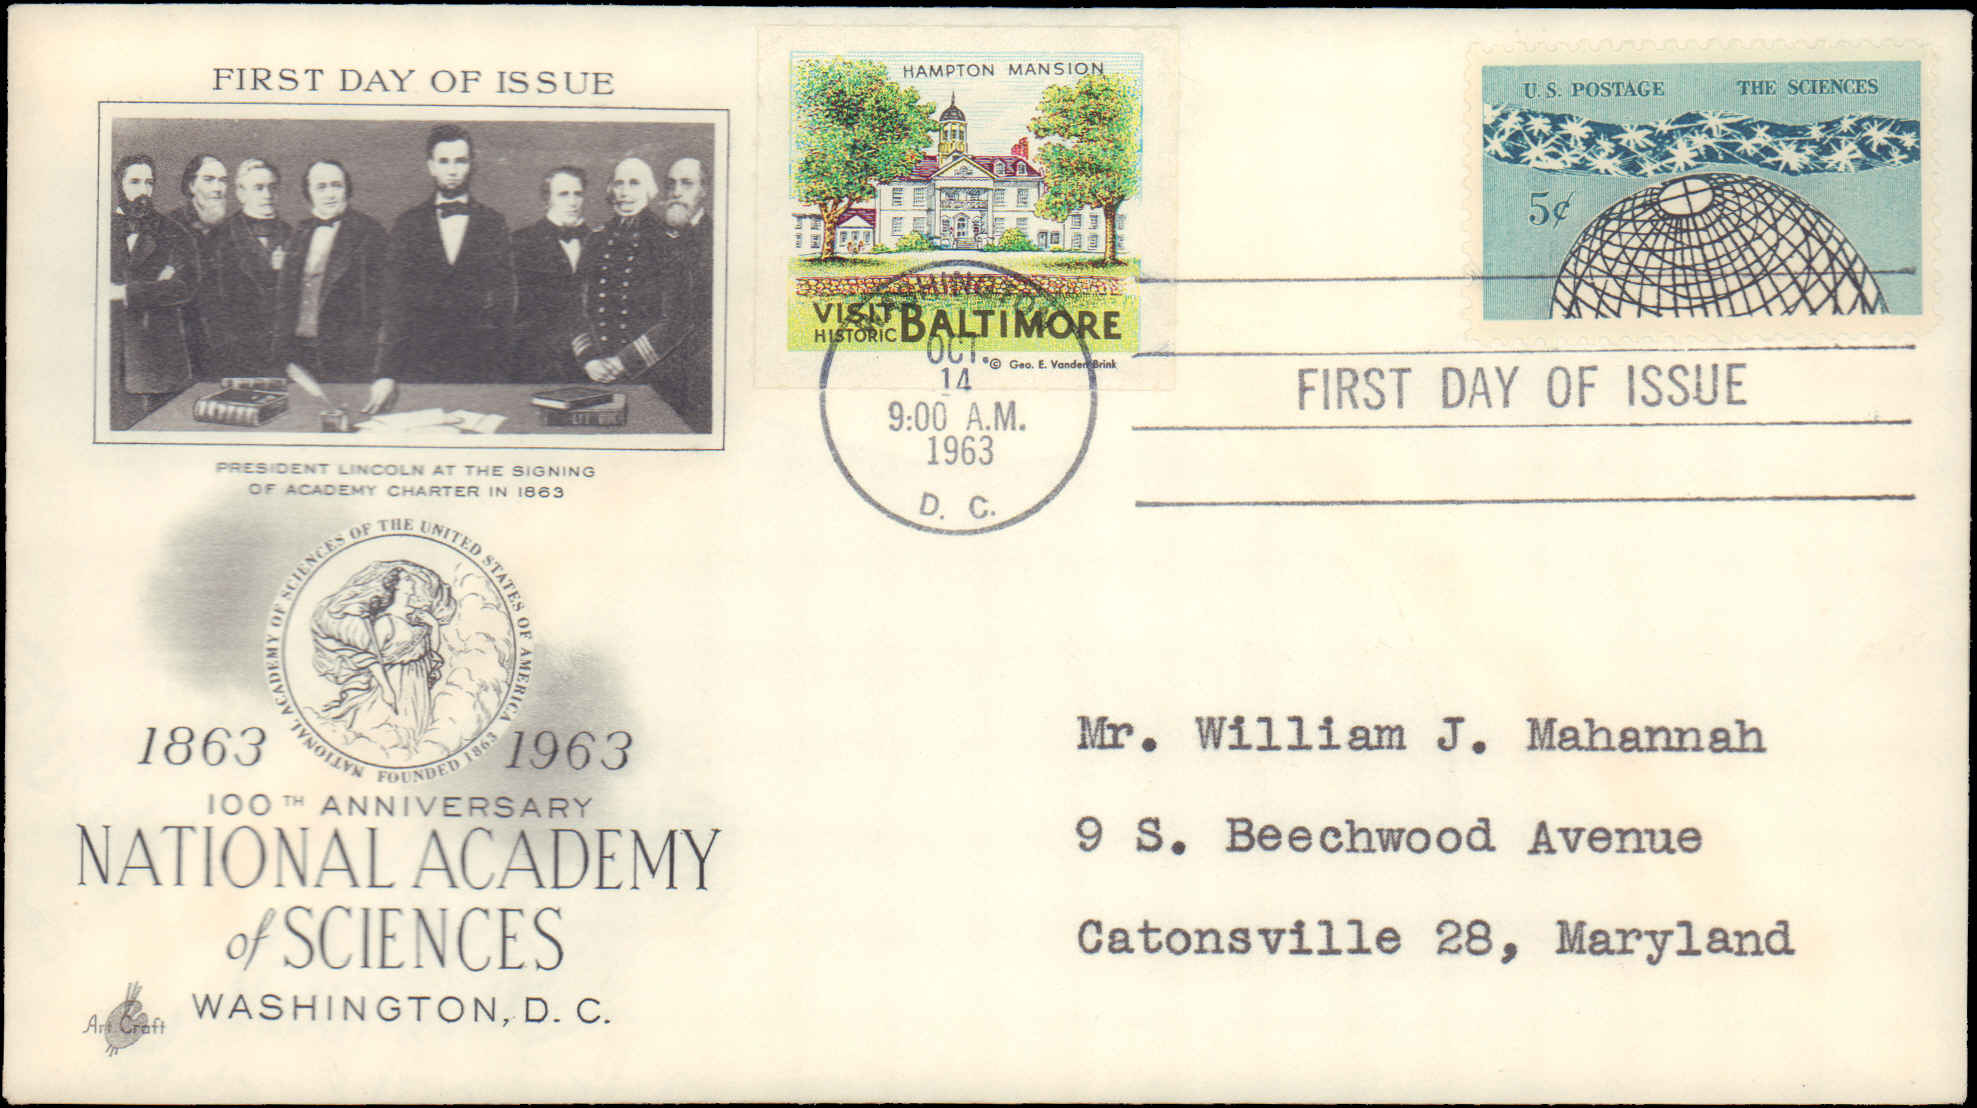 FIRST DAY OF ISSUE
PRESIDENT LINCOLN AT THE SIGNING
OF ACADEMY CHARTER IN 1863
NATIONAL ACADEMY OF SCIENCES OF THE UNITED STATES OF AMERICA
FOUNDED 1863
1863 1963
100TH ANNIVERSARY
NATIONAL ACADEMY
of SCIENCES
WASHINGTON, D. C.
Art Craft
HAMPTON MANSION
VISIT
HISTORIC BALTIMORE
© Geo. E. Vanden Brink
WASHINGTON
OCT.
14
9:00 A.M.
1963
D. C.
U.S. POSTAGE THE SCIENCES
5¢
FIRST DAY OF ISSUE
Mr. William J. Mahannah
9 S. Beechwood Avenue
Catonsville 28, Maryland